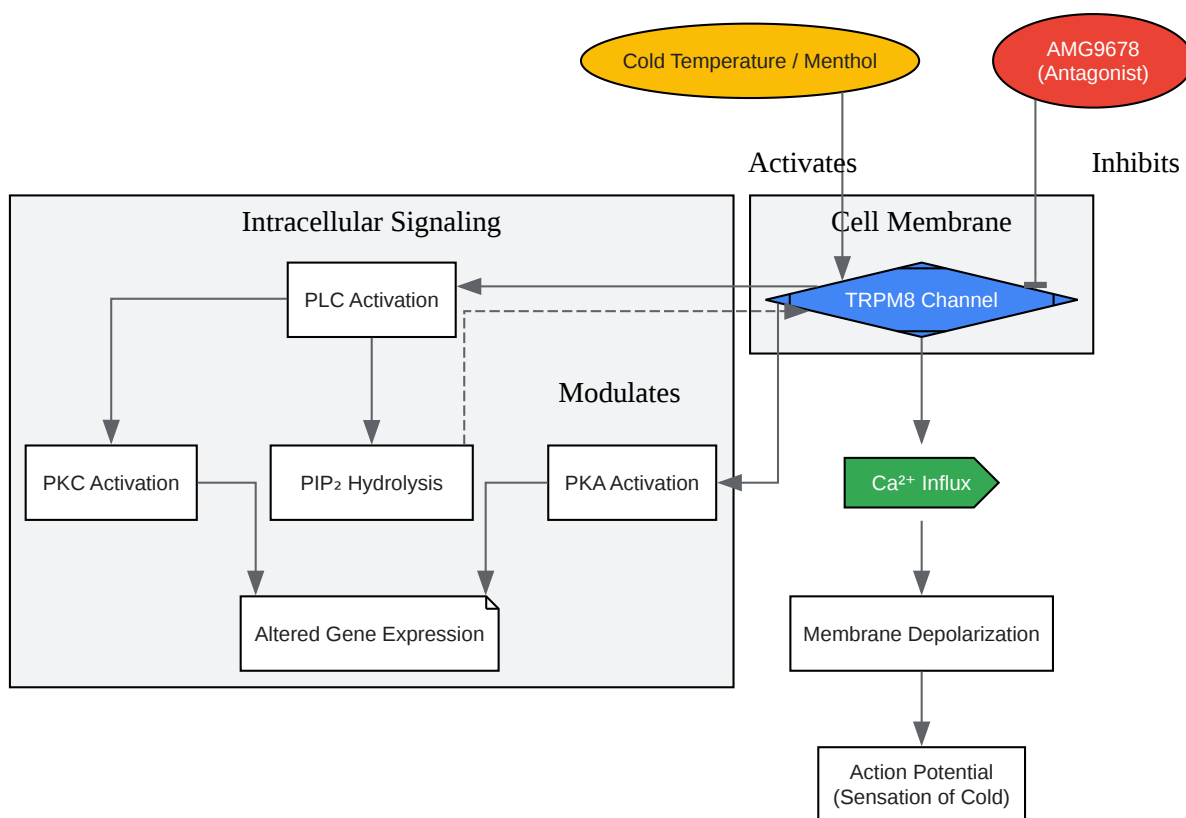 Cold Temperature / Menthol
AMG9678
(Antagonist)
Activates
Inhibits
Intracellular Signaling
Cell Membrane
PLC Activation
TRPM8 Channel
Modulates
PKC Activation
PIP₂ Hydrolysis
PKA Activation
Ca²⁺ Influx
Altered Gene Expression
Membrane Depolarization
Action Potential
(Sensation of Cold)